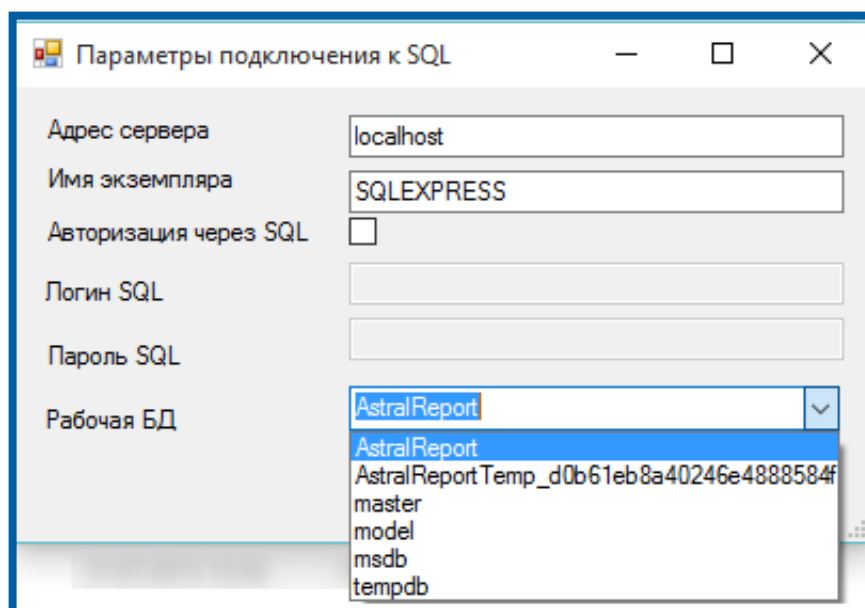 Параметры подключения к SQL
Адрес сервера
localhost
Имя экземпляра
SQLEXPRESS
Авторизация через SQL
Логин SQL
Пароль SQL
Рабочая БД
AstralReport
AstralReport
AstralReportTemp_d0b61eb8a40246e4888584f
master
model
msdb
tempdb